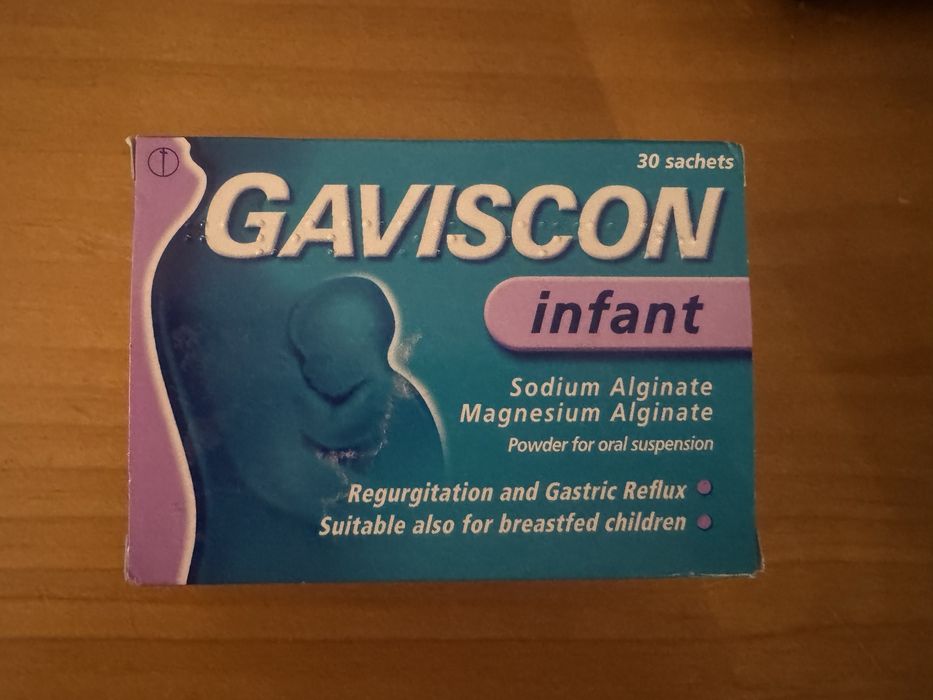 30 sachets
GAVISCON
infant
Sodium Alginate
Magnesium Alginate
Powder for oral suspension
Regurgitation and Gastric Reflux
Suitable also for breastfed children